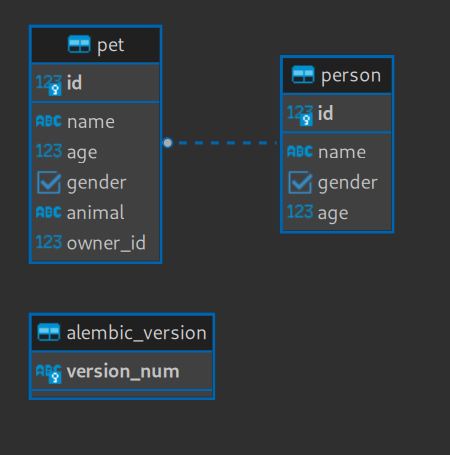 pet
123 id
ABC name
123 age
gender
ABC animal
123 owner_id
person
123 id
ABC name
gender
123 age
alembic_version
ABC version_num